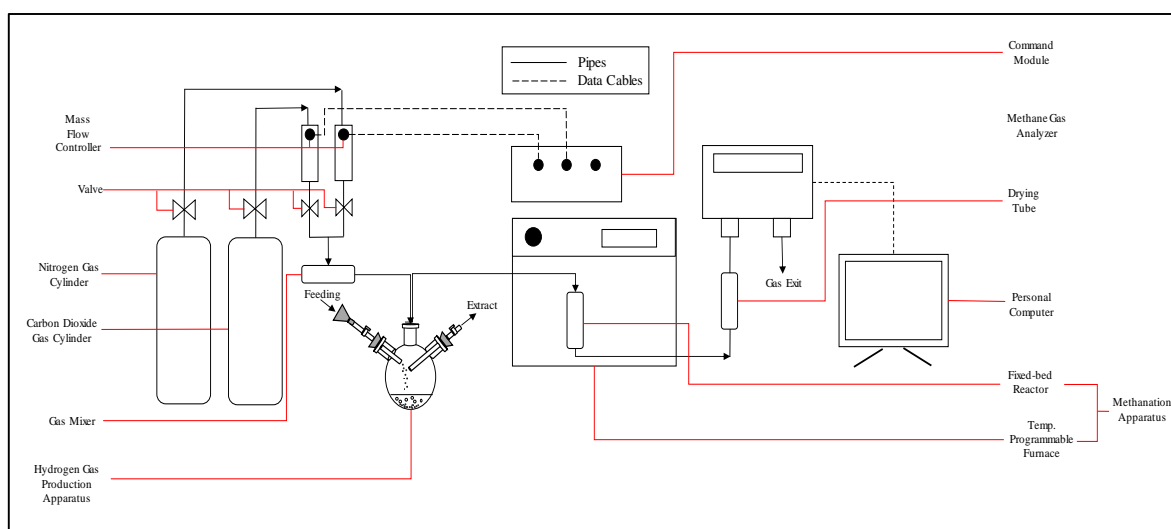 Pipes
Data Cables
Mass
Flow
Controller
Valve
Nitrogen Gas
Cylinder
Carbon Dioxide
Gas Cylinder
Gas Mixer
Hydrogen Gas
Production
Apparatus
Feeding
Extract
Gas Exit
Command
Module
Methane Gas
Analyzer
Drying
Tube
Personal
Computer
Fixed-bed
Reactor
Temp.
Programmable
Furnace
Methanation
Apparatus